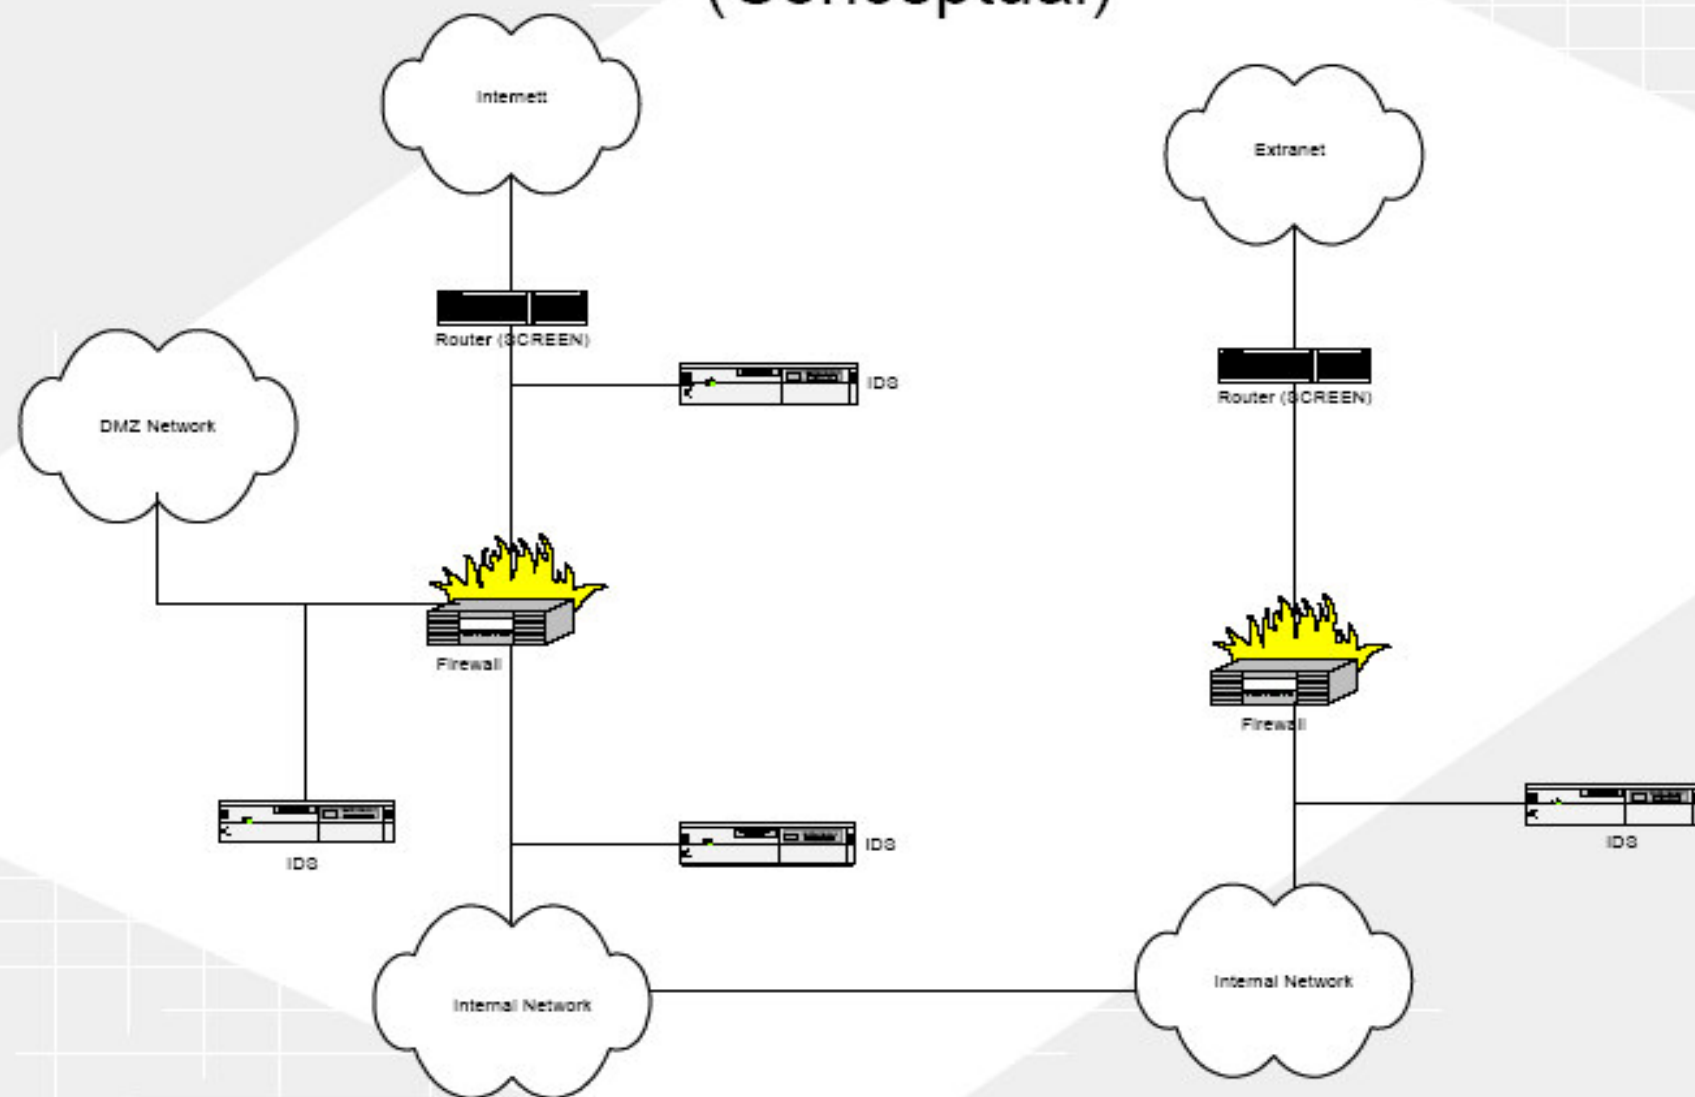 (Conceptual)
Internett
Extranet
Router (SCREEN)
IDS
Router (SCREEN)
DMZ Network
Firewall
Firewall
IDS
IDS
IDS
Internal Network
Internal Network